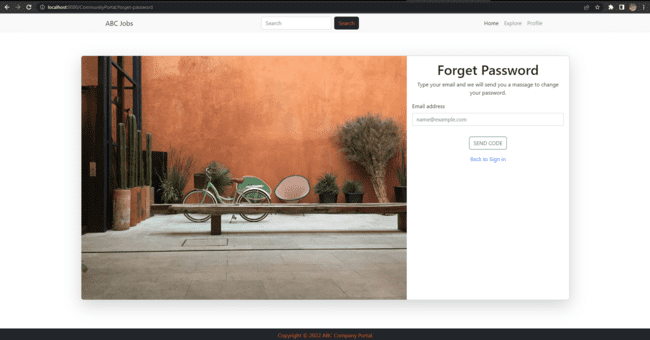 localhost:8080/CommunityPortal/forget-password
ABC Jobs
Search
Search
Home Explore Profile
Forget Password
Type your email and we will send you a massage to change
your password.
Email address
name@example.com
SEND CODE
Back to Sign in
Copyright © 2022 ABC Company Portal